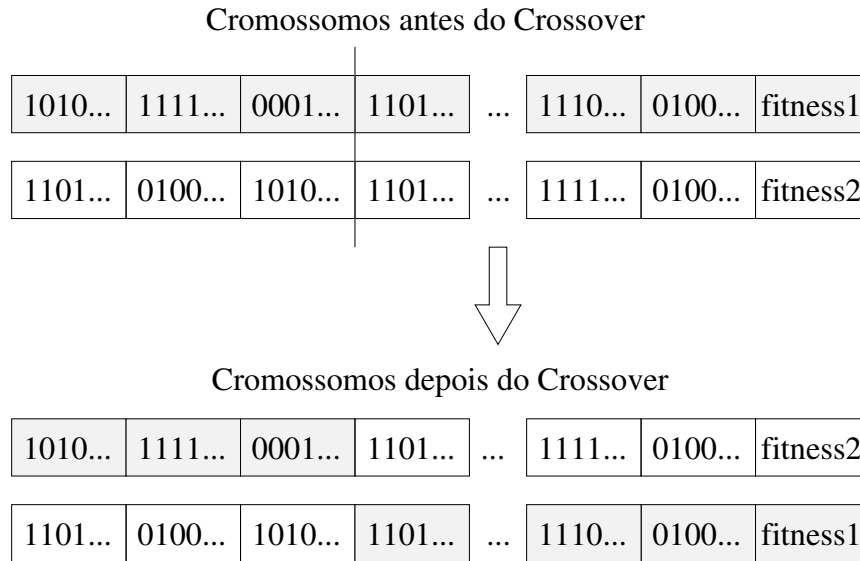 Cromossomos antes do Crossover
1010... 1111... 0001... 1101... ... 1110... 0100... fitness1
1101... 0100... 1010... 1101... ... 1111... 0100... fitness2
Cromossomos depois do Crossover
1010... 1111... 0001... 1101... ... 1111... 0100... fitness2
1101... 0100... 1010... 1101... ... 1110... 0100... fitness1